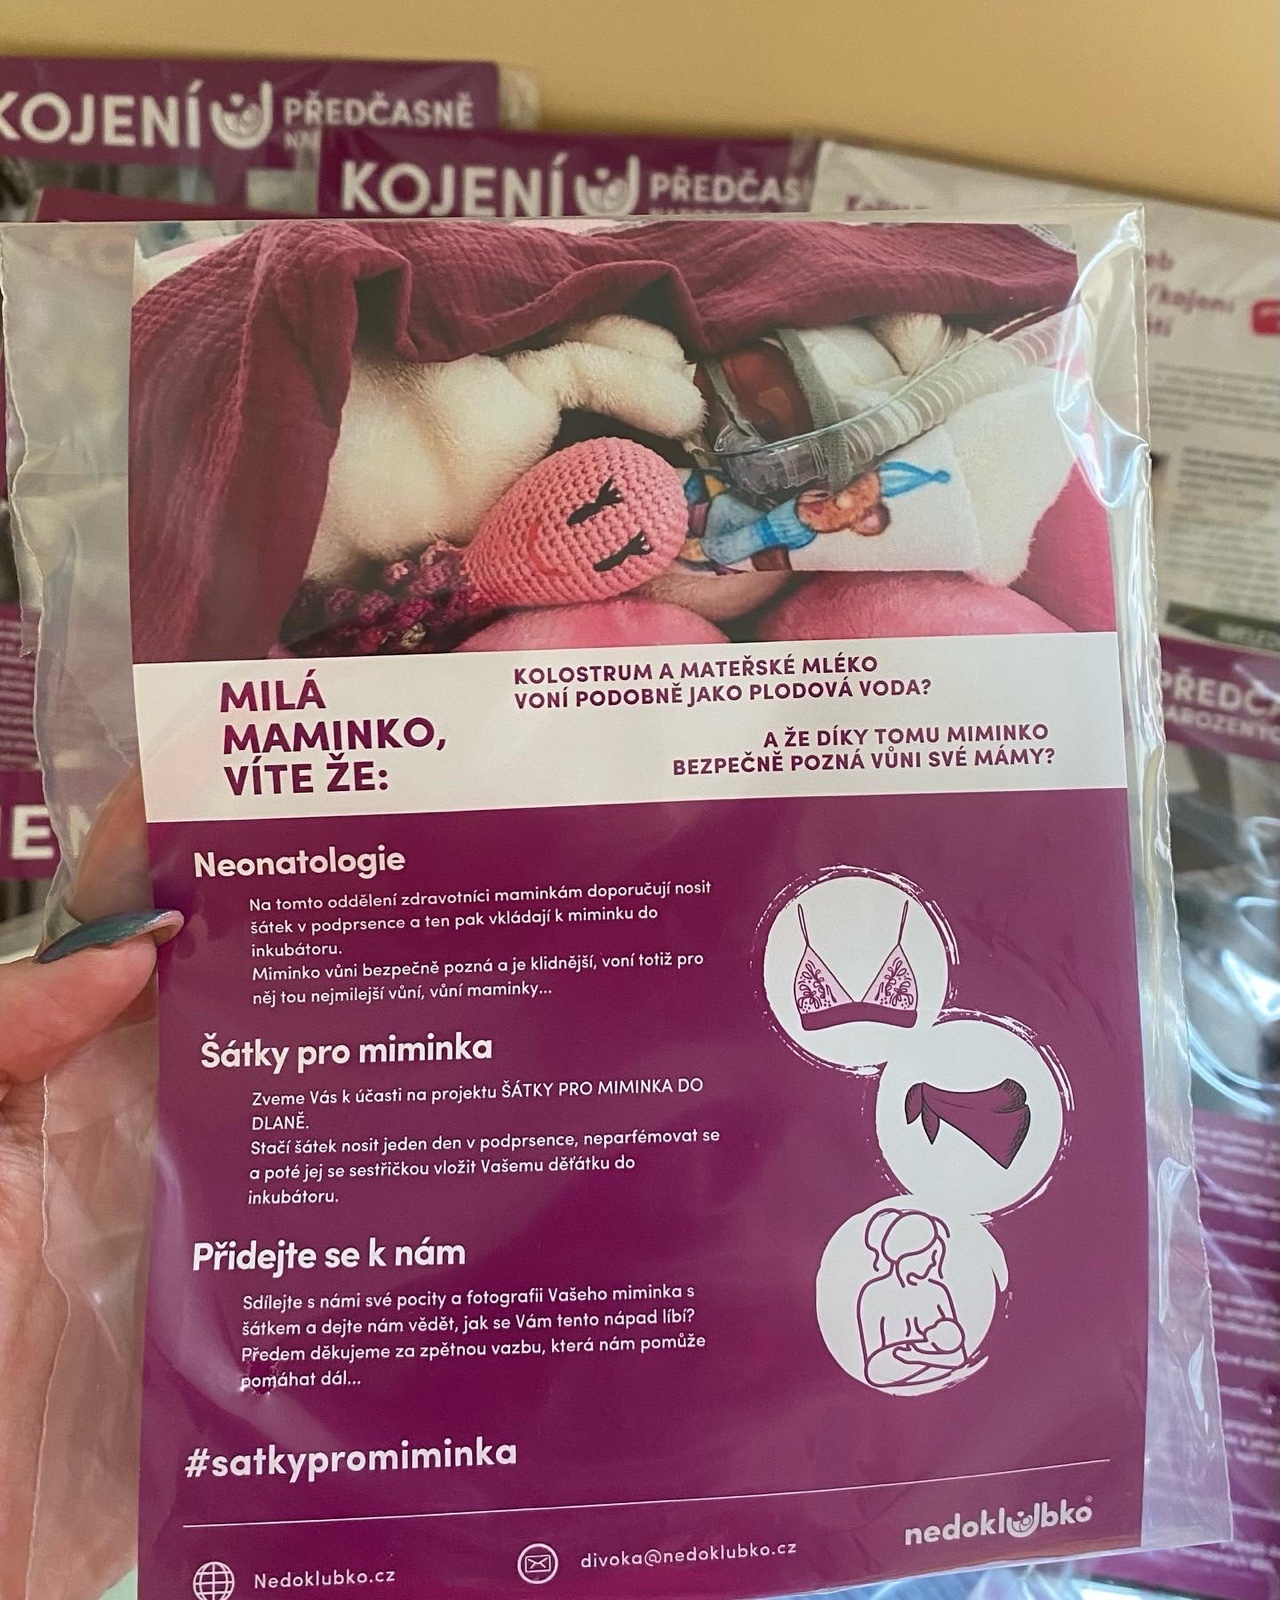 KOJENÍ PŘEDČASNĚ
KOJENÍ PŘEDČAS
MILÁ
MAMINKO,
VÍTE ŽE:
KOLOSTRUM A MATEŘSKÉ MLÉKO
VONÍ PODOBNĚ JAKO PLODOVÁ VODA?
A ŽE DÍKY TOMU MIMINKO
BEZPEČNĚ POZNÁ VŮNI SVÉ MÁMY?
Neonatologie
Na tomto oddělení zdravotníci maminkám doporučují nosit
šátek v podprsence a ten pak vkládají k miminku do
inkubátoru.
Miminko vůni bezpečně pozná a je klidnější, voní totiž pro
něj tou nejmilejší vůní, vůní maminky...
Šátky pro miminka
Zveme Vás k účasti na projektu ŠÁTKY PRO MIMINKA DO
DLANĚ.
Stačí šátek nosit jeden den v podprsence, neparfémovat se
a poté jej se sestřičkou vložit Vašemu děťátku do
inkubátoru.
Přidejte se k nám
Sdílejte s námi své pocity a fotografii Vašeho miminka s
šátkem a dejte nám vědět, jak se Vám tento nápad líbí?
Předem děkujeme za zpětnou vazbu, která nám pomůže
pomáhat dál...
#satkypromiminka
nedoklubko®
Nedoklubko.cz
divoka@nedoklubko.cz